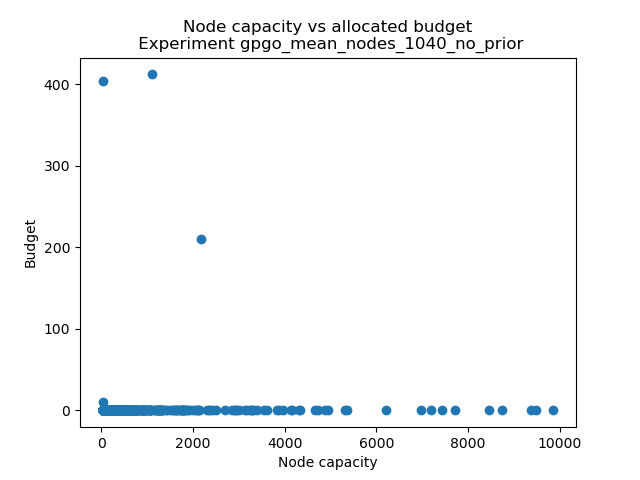 Node capacity vs allocated budget
Experiment gpgo_mean_nodes_1040_no_prior
400
300
200
100
0
Budget
0 2000 4000 6000 8000 10000
Node capacity